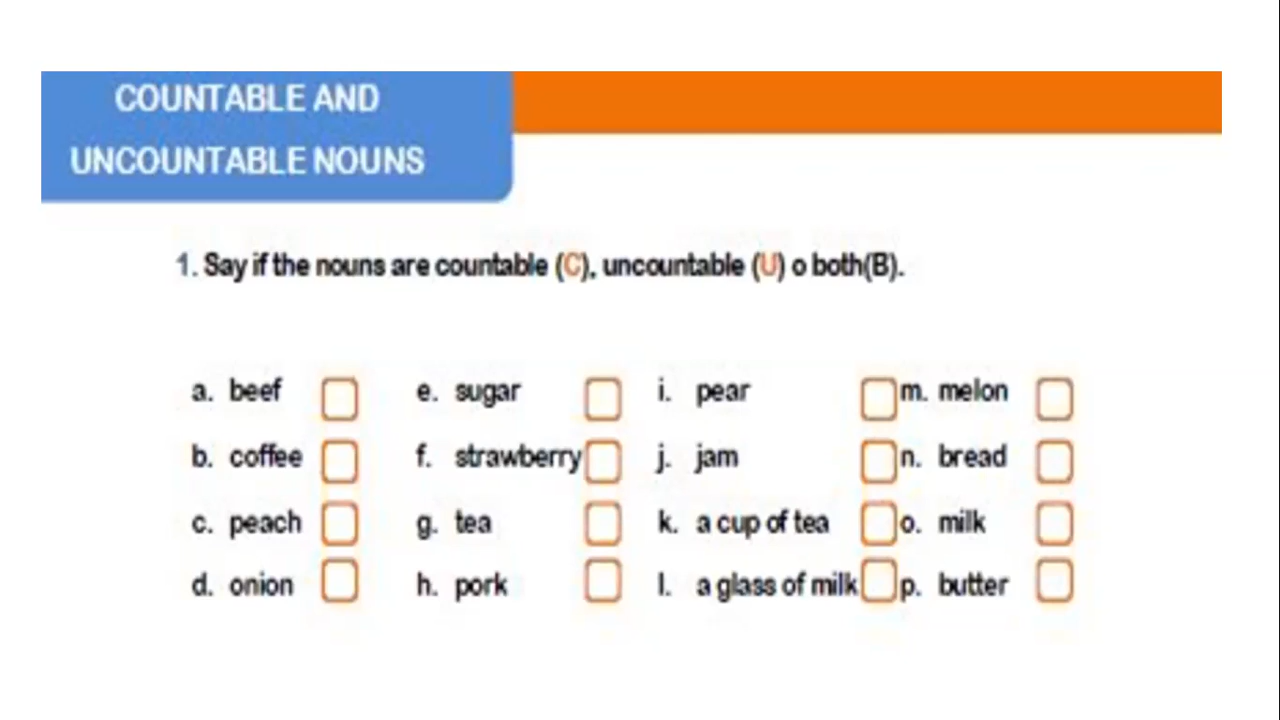 COUNTABLE AND
UNCOUNTABLE NOUNS
1. Say if the nouns are countable (C), uncountable (U) o both(B).
a. beef e. sugar i. pear m. melon
b. coffee f. strawberry j. jam n. bread
c. peach g. tea k. a cup of tea o. milk
d. onion h. pork l. a glass of milk p. butter